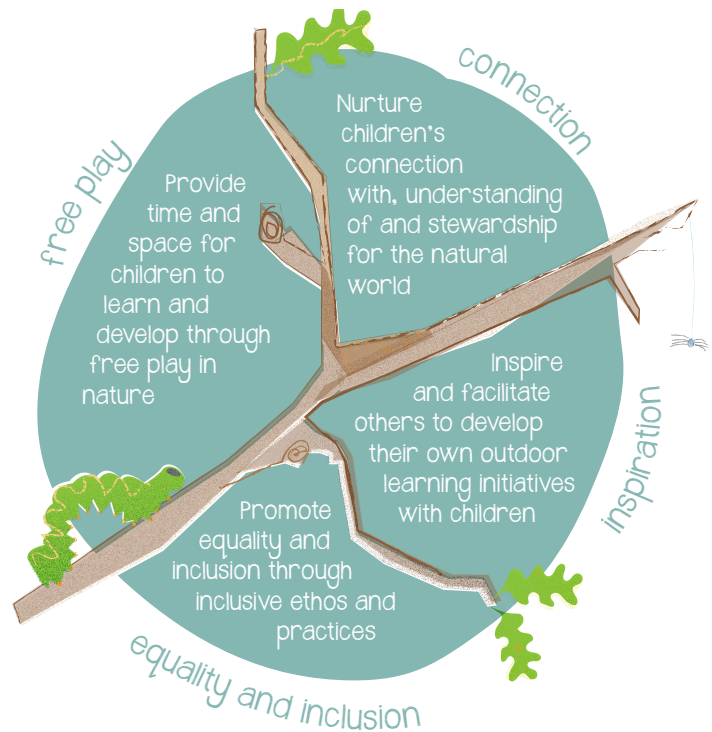 connection
Nurture
children's
connection
with, understanding
of and stewardship
for the natural
world
free play
Provide
time and
space for
children to
learn and
develop through
free play in
nature
inspiration
Inspire
and facilitate
others to develop
their own outdoor
learning initiatives
with children
Promote
equality and
inclusion through
inclusive ethos and
practices
equality and inclusion